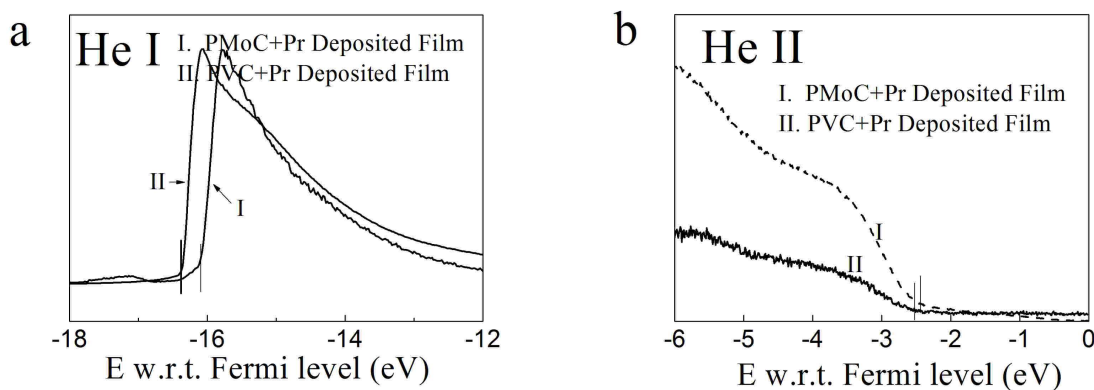 a
He I
I. PMoC+Pr Deposited Film
II. PVC+Pr Deposited Film
II
I
-18 -16 -14 -12
E w.r.t. Fermi level (eV)
b
He II
I. PMoC+Pr Deposited Film
II. PVC+Pr Deposited Film
I
II
-6 -5 -4 -3 -2 -1 0
E w.r.t. Fermi level (eV)